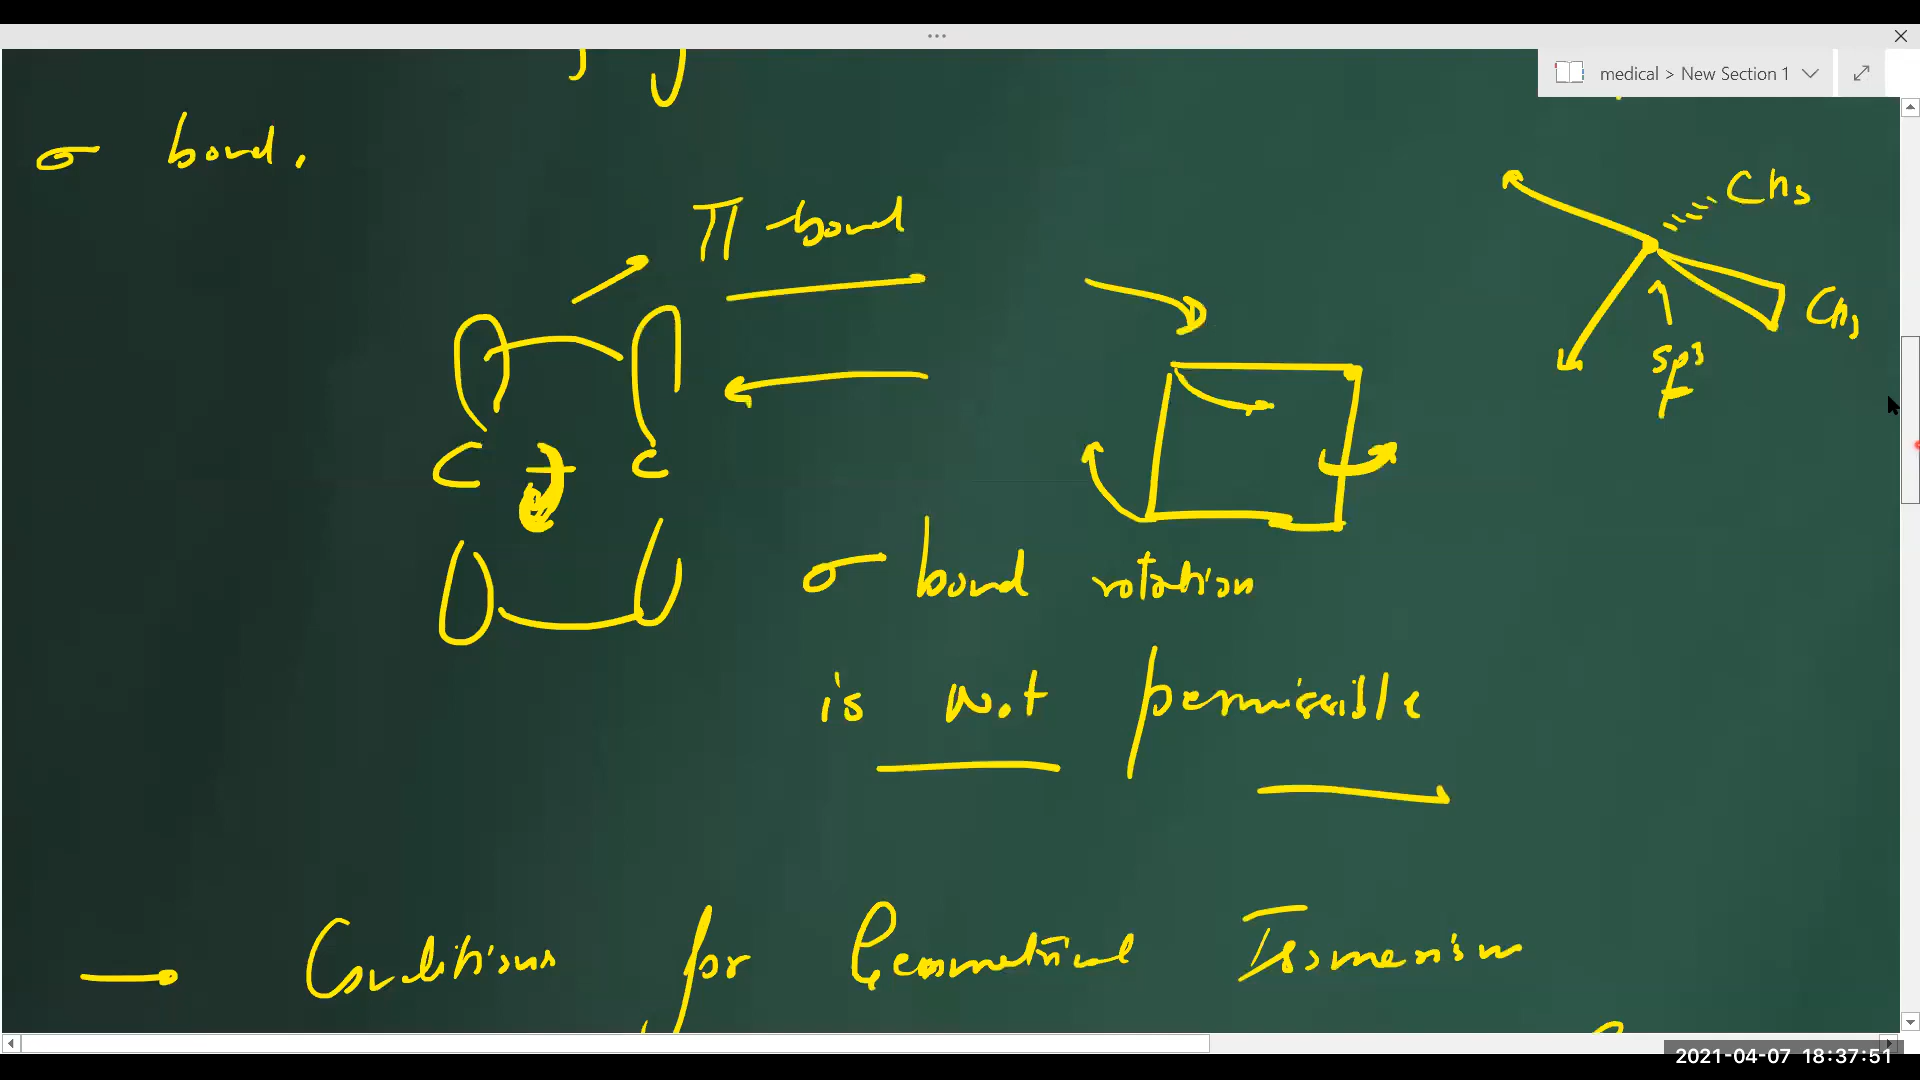 medical > New Section 1
σ bond.
π-bond
CH3
CH3
sp3
C C
σ bond rotation
is not permissible
Conditions for Geometrical Isomerism
2021-04-07 18:37:51